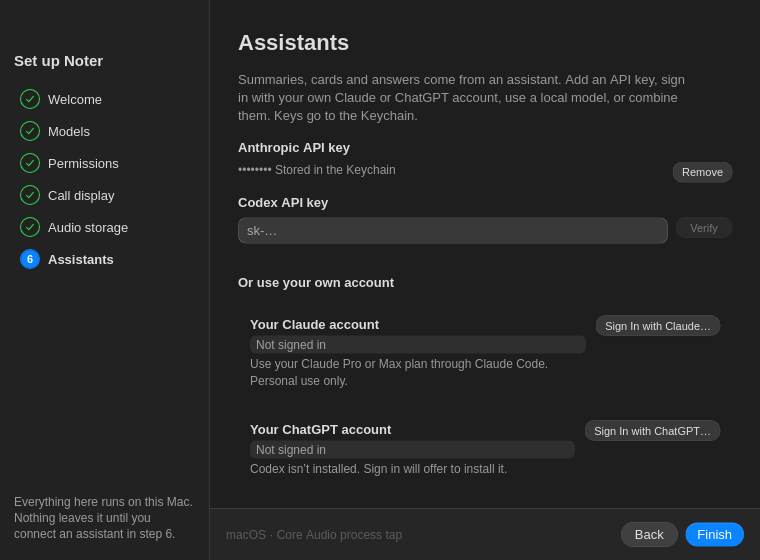 Set up Noter
Welcome
Models
Permissions
Call display
Audio storage
6 Assistants
Everything here runs on this Mac.
Nothing leaves it until you
connect an assistant in step 6.
Assistants
Summaries, cards and answers come from an assistant. Add an API key, sign
in with your own Claude or ChatGPT account, use a local model, or combine
them. Keys go to the Keychain.
Anthropic API key
•••••••• Stored in the Keychain
Remove
Codex API key
sk-…
Verify
Or use your own account
Your Claude account
Sign In with Claude…
Not signed in
Use your Claude Pro or Max plan through Claude Code.
Personal use only.
Your ChatGPT account
Sign In with ChatGPT…
Not signed in
Codex isn’t installed. Sign in will offer to install it.
macOS · Core Audio process tap
Back
Finish